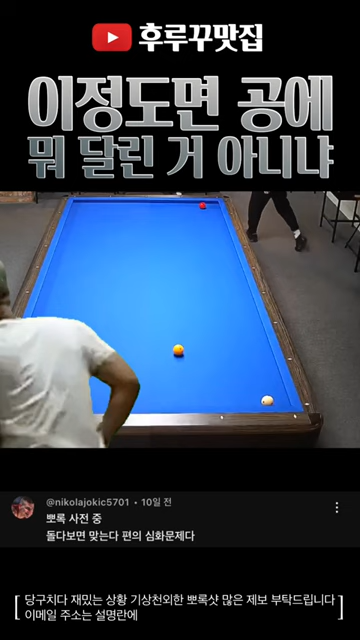 후루꾸맛집
이정도면 공에
뭐 달린 거 아니냐
@nikolajokic5701 • 10일 전
뽀록 사전 중
돌다보면 맞는다 편의 심화문제다
당구치다 재밌는 상황 기상천외한 뽀록샷 많은 제보 부탁드립니다
이메일 주소는 설명란에